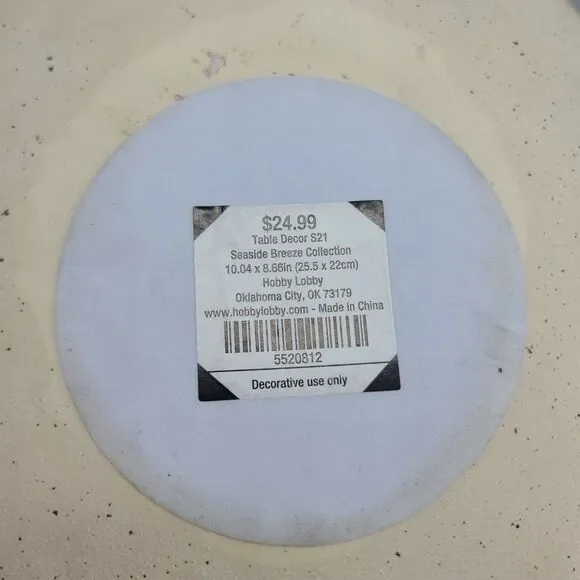 $24.99
Table Decor S21
Seaside Breeze Collection
10.04 x 8.66in (25.5 x 22cm)
Hobby Lobby
Oklahoma City, OK 73179
www.hobbylobby.com - Made in China
5520812
Decorative use only